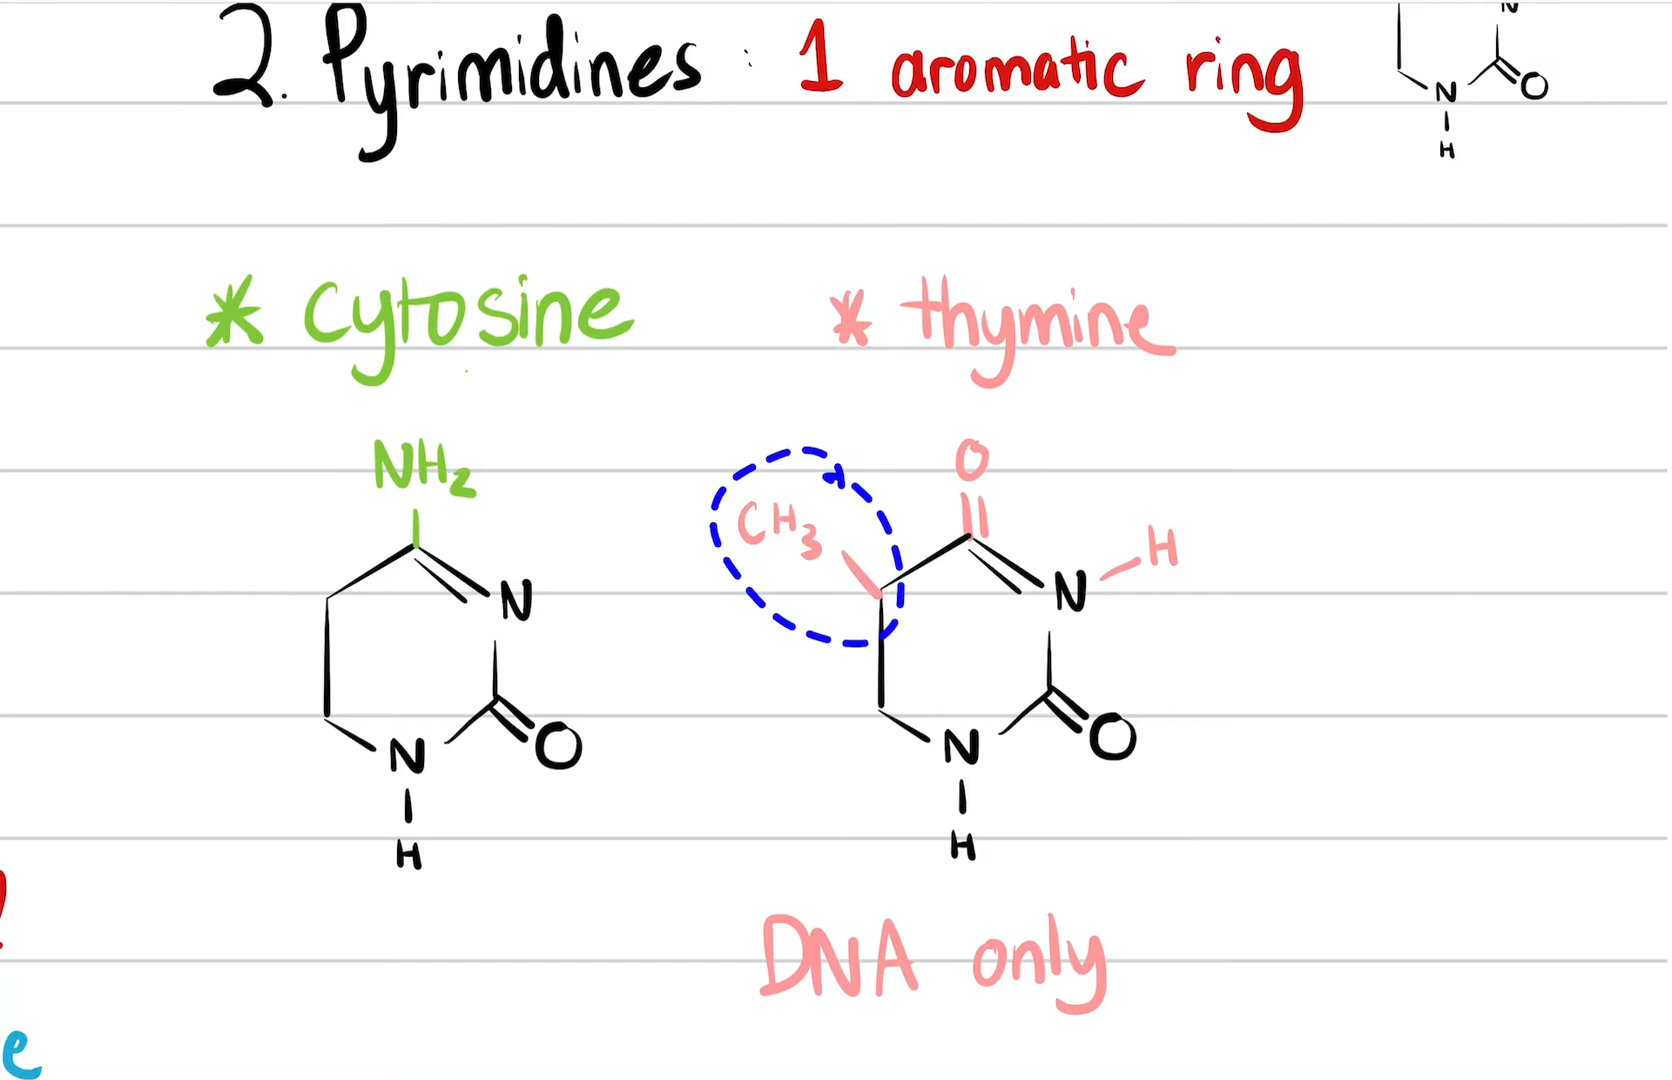 2. Pyrimidines : 1 aromatic ring
N
O
H
* cytosine
* thymine
NH2
N
O
N
H
O
CH3
H
N
O
N
H
DNA only
e